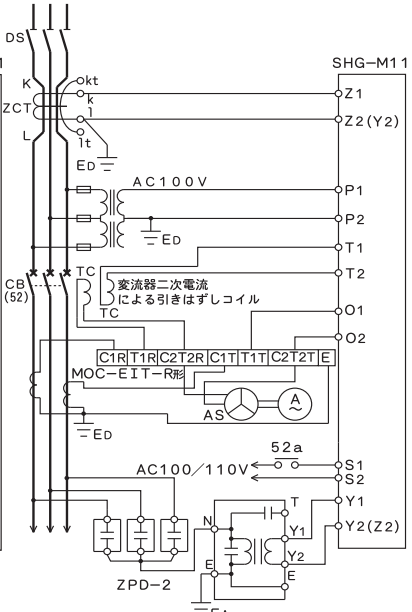 DS
SHG-M11
K
kt
k
Z1
ZCT
l
Z2(Y2)
L
lt
ED
AC100V
P1
P2
ED
T1
TC
変流器二次電流
T2
CB
(52)
による引きはずしコイル
TC
O1
O2
C1R T1R C2T2R C1T T1T C2T2T E
MOC-EIT-R形
A
AS
ED
52a
AC100/110V
S1
S2
T
Y1
N
Y1
Y2(Z2)
Y2
E
E
ZPD-2